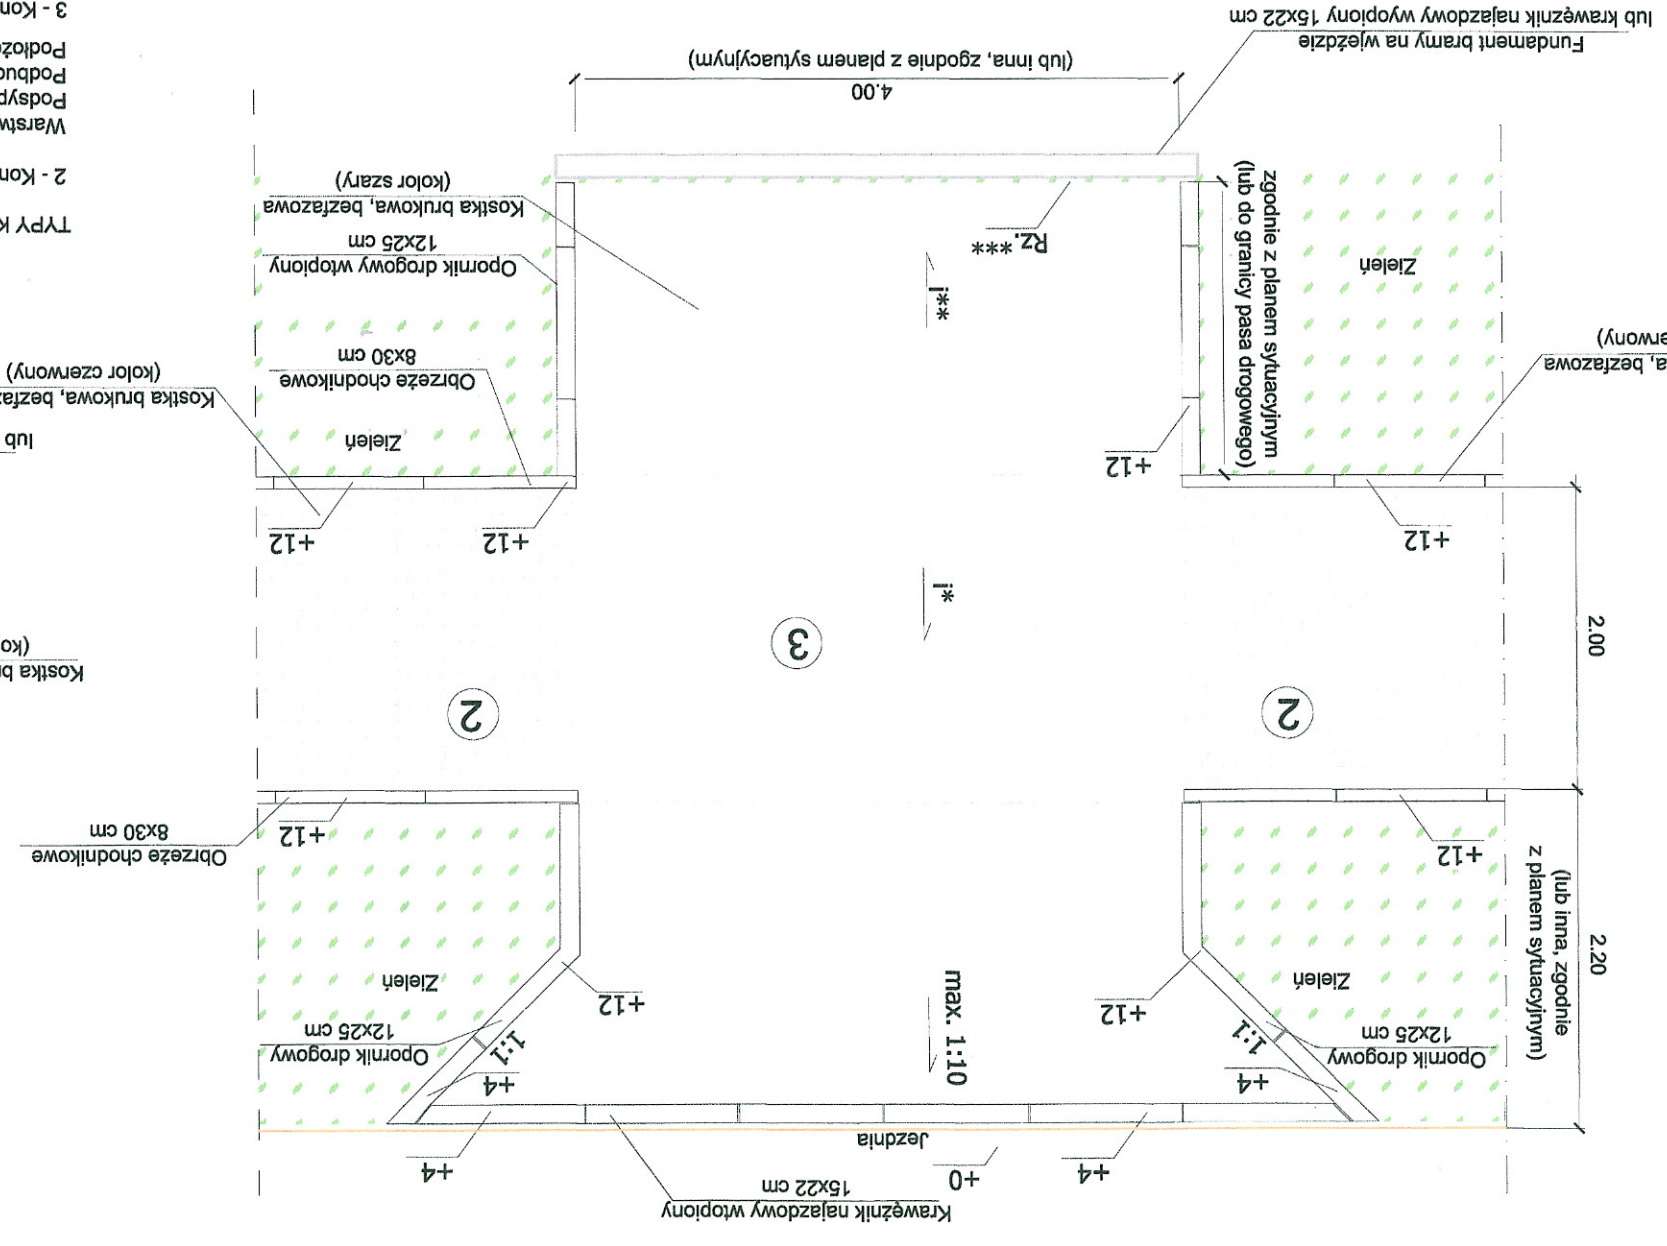 Krawężnik najazdowy wtopiony
15x22 cm
+4
+0
+4
Jezdnia
+4
+4
1:1
1:1
max. 1:10
Opornik drogowy
12x25 cm
Opornik drogowy
12x25 cm
+12
+12
Zieleń
Zieleń
2.20
(lub inna, zgodnie
z planem sytuacyjnym)
+12
+12
Obrzeże chodnikowe
8x30 cm
2
2
3
2.00
i*
Kostka
+12
+12
+12
+12
Zieleń
lub
Kostka brukowa,
(kolor czerwony)
bezfazowa
zgodnie z planem sytuacyjnym
(lub do granicy pasa drogowego)
Obrzeże chodnikowe
8x30 cm
i**
Zieleń
Opornik drogowy wtopiony
12x25 cm
Rz.***
Kostka brukowa, bezfazowa
(kolor szary)
4.00
(lub inna, zgodnie z planem sytuacyjnym)
Fundament bramy na wjeździe
lub krawężnik najazdowy wyopiony 15x22 cm
TYPY
2 - Kon
3 - Kon